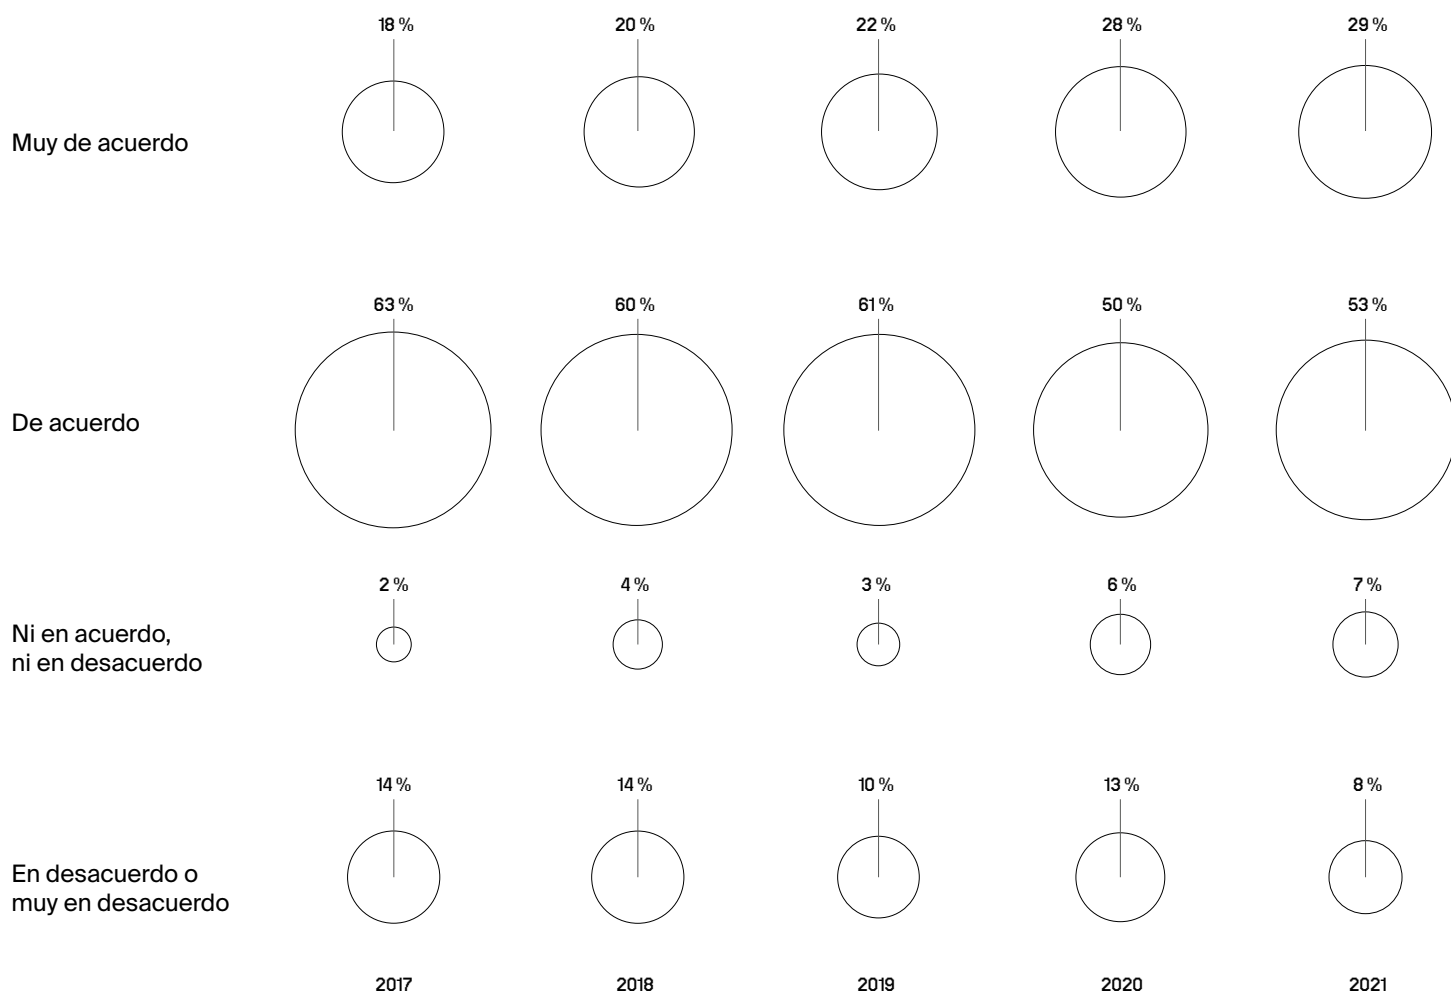 18 % 20 % 22 % 28 % 29 %
Muy de acuerdo
63 % 60 % 61 % 50 % 53 %
De acuerdo
2 % 4 % 3 % 6 % 7 %
Ni en acuerdo,
ni en desacuerdo
14 % 14 % 10 % 13 % 8 %
En desacuerdo o
muy en desacuerdo
2017 2018 2019 2020 2021